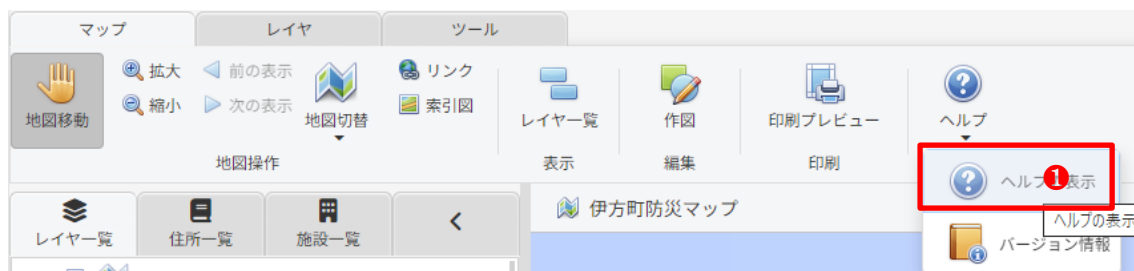 マップ
レイヤ
ツール
拡大
前の表示
リンク
縮小
次の表示
索引図
地図移動
地図切替
レイヤ一覧
作図
印刷プレビュー
ヘルプ
地図操作
表示
編集
印刷
ヘルプ
1
表示
ヘルプの表示
バージョン情報
レイヤ一覧
住所一覧
施設一覧
伊方町防災マップ